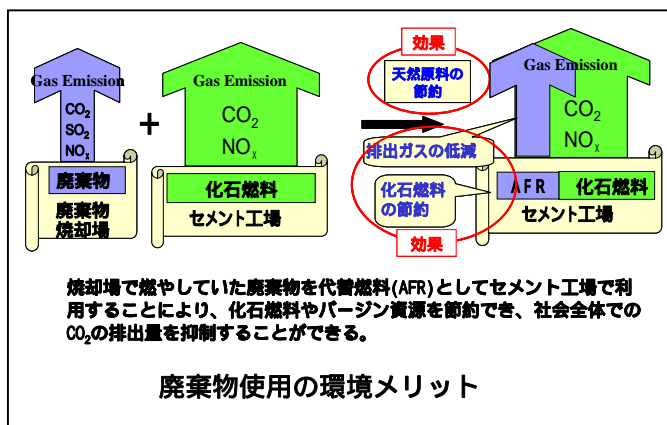 Gas Emission
CO₂
SO₂
NOₓ
廃棄物
廃棄物
焼却場
+
Gas Emission
CO₂
NOₓ
化石燃料
セメント工場
効果
天然原料の
節約
排出ガスの低減
化石燃料
の節約
効果
Gas Emission
CO₂
NOₓ
AFR
化石燃料
セメント工場
焼却場で燃やしていた廃棄物を代替燃料(AFR)としてセメント工場で利
用することにより、化石燃料やバージン資源を節約でき、社会全体での
CO₂の排出量を抑制することができる。
廃棄物使用の環境メリット